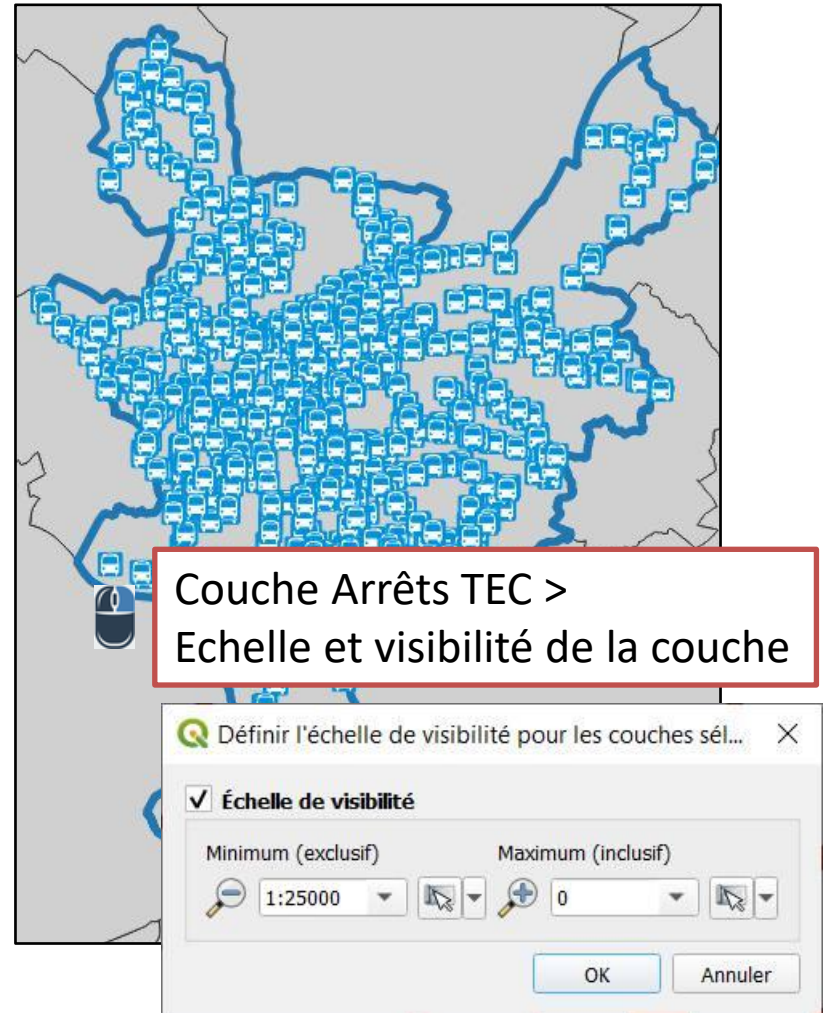 Couche Arrêts TEC >
Echelle et visibilité de la couche
Définir l'échelle de visibilité pour les couches sél...
Échelle de visibilité
Minimum (exclusif) Maximum (inclusif)
1:25000 0
OK Annuler